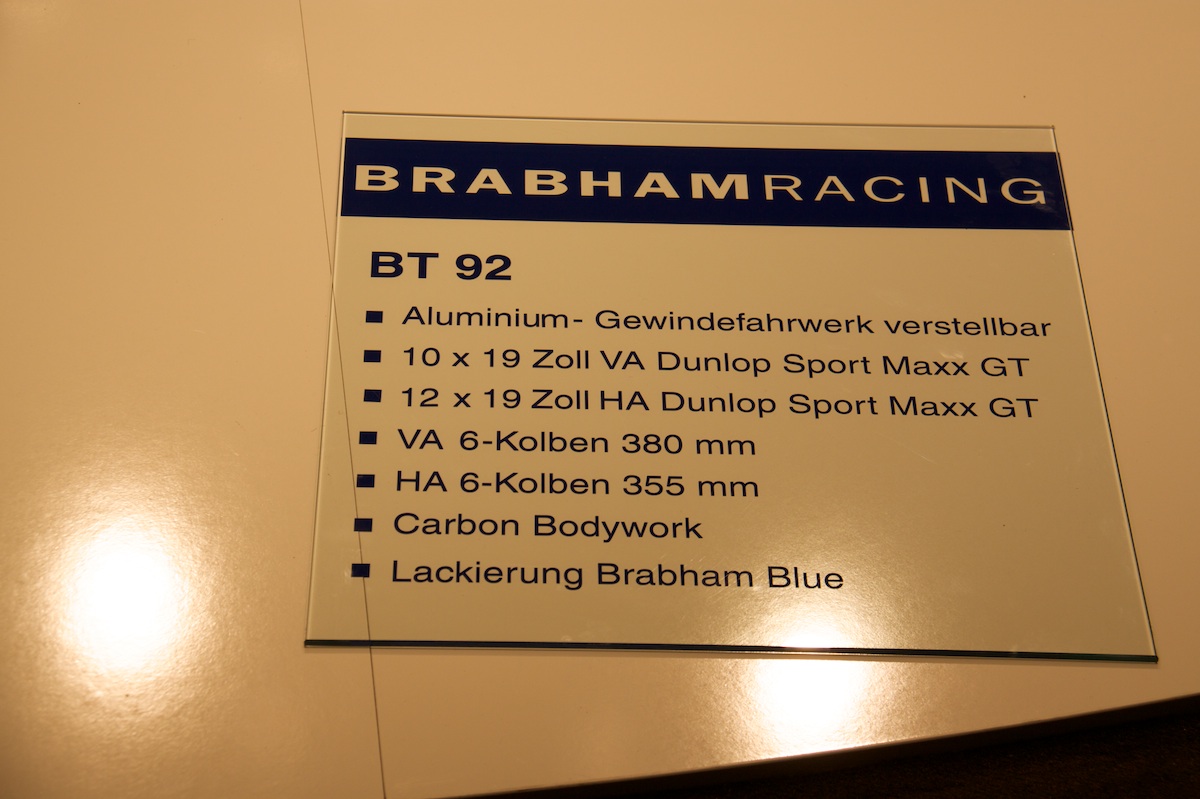 BRABHAMRACING
BT 92
Aluminium- Gewindefahrwerk verstellbar
10 x 19 Zoll VA Dunlop Sport Maxx GT
12 x 19 Zoll HA Dunlop Sport Maxx GT
VA 6-Kolben 380 mm
HA 6-Kolben 355 mm
Carbon Bodywork
Lackierung Brabham Blue